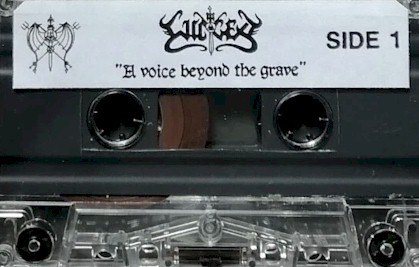 SIDE 1
"A voice beyond the grave"